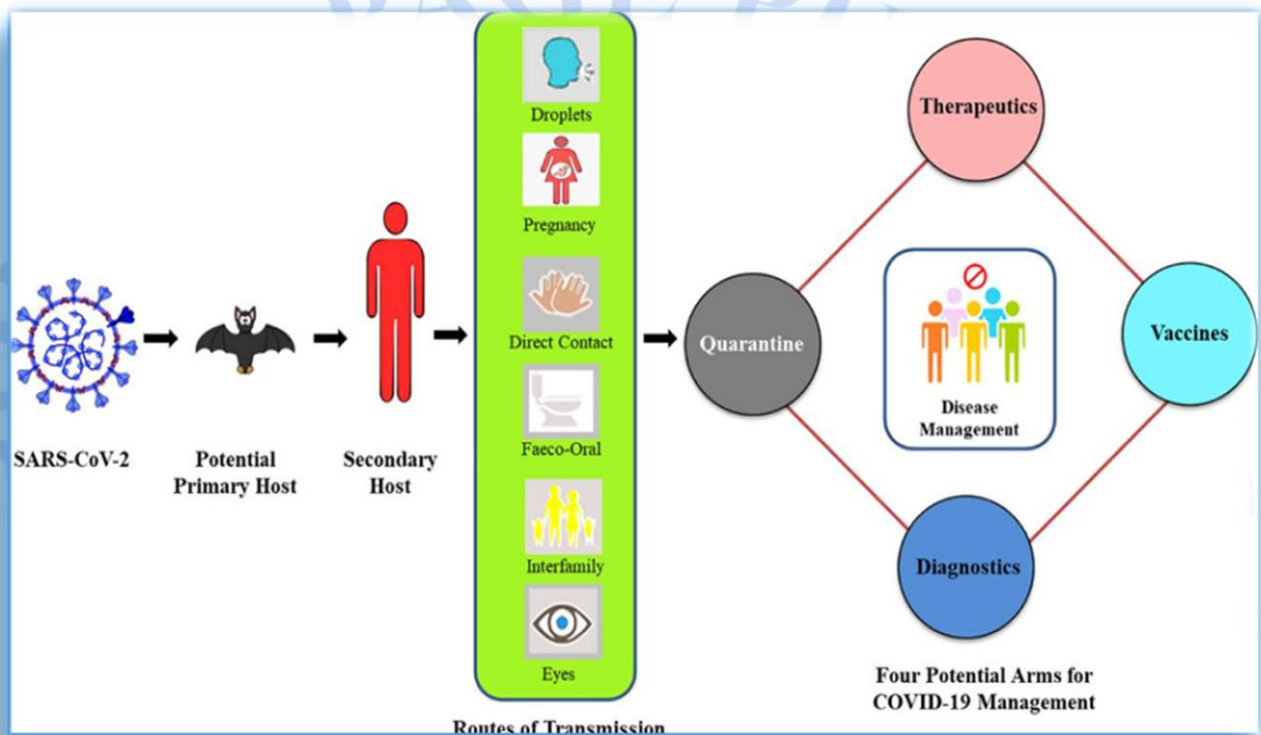 Droplets
Pregnancy
Direct Contact
Faeco-Oral
Interfamily
Eyes
Routes of Transmission
SARS-CoV-2
Potential
Primary Host
Secondary
Host
Therapeutics
Quarantine
Vaccines
Disease
Management
Diagnostics
Four Potential Arms for
COVID-19 Management